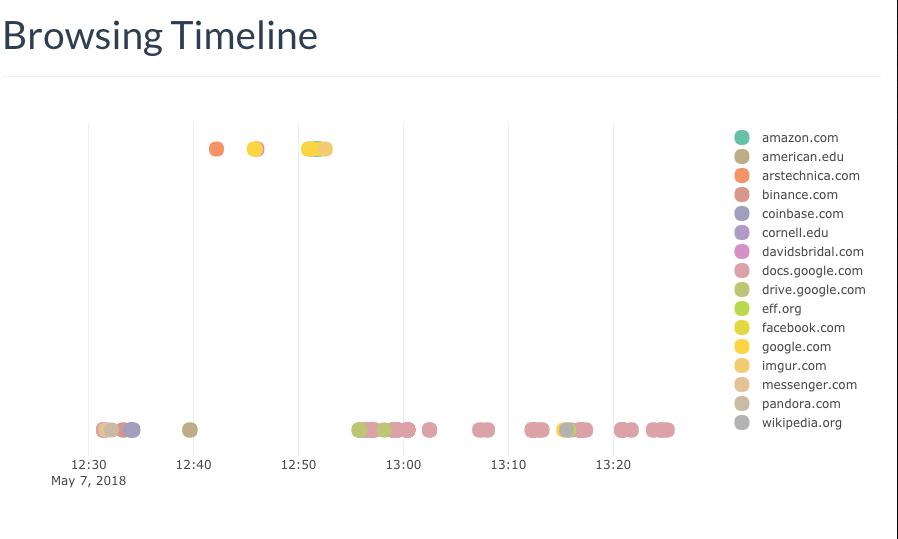 Browsing Timeline
amazon.com
american.edu
arstechnica.com
binance.com
coinbase.com
cornell.edu
davidsbridal.com
docs.google.com
drive.google.com
eff.org
facebook.com
google.com
imgur.com
messenger.com
pandora.com
wikipedia.org
12:30 12:40 12:50 13:00 13:10 13:20
May 7, 2018